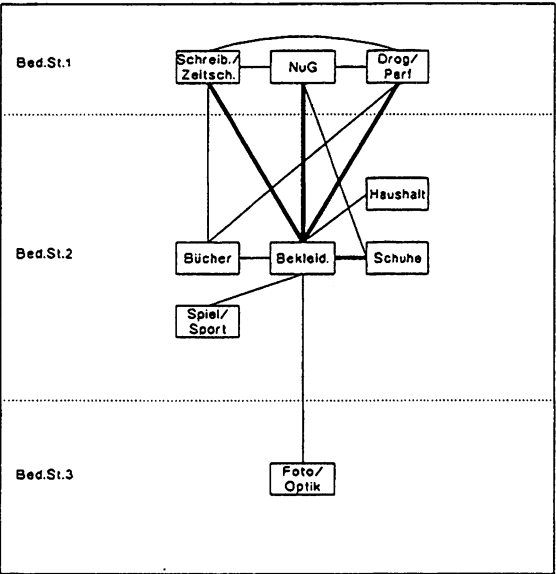 Bed.St.1
Schreib./
Zeitsch.
NuG
Drog/
Parf
Haushalt
Bed.St.2
Bücher
Bekleid.
Schuhe
Spiel/
Sport
Bed.St.3
Foto/
Optik